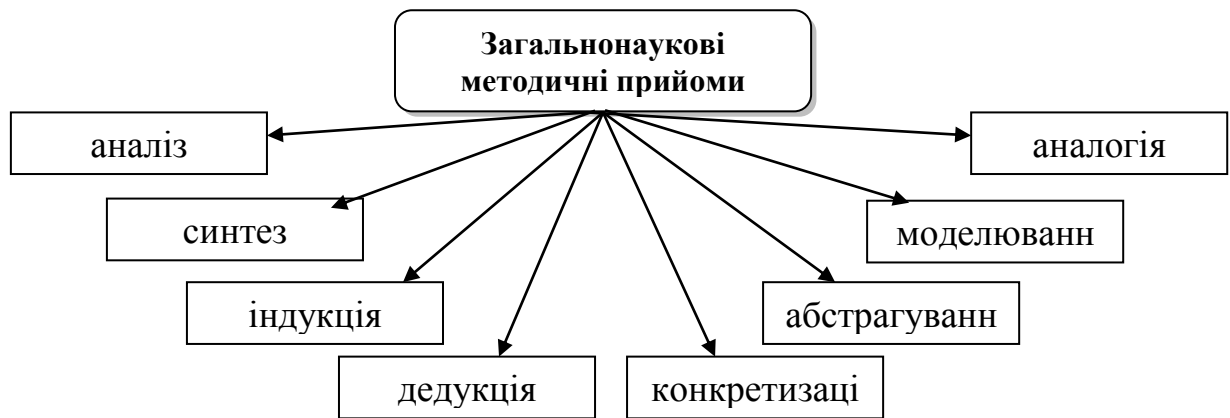 Загальнонаукові
методичні прийоми
аналіз
аналогія
синтез
моделюванн
індукція
абстрагуванн
дедукція
конкретизаці